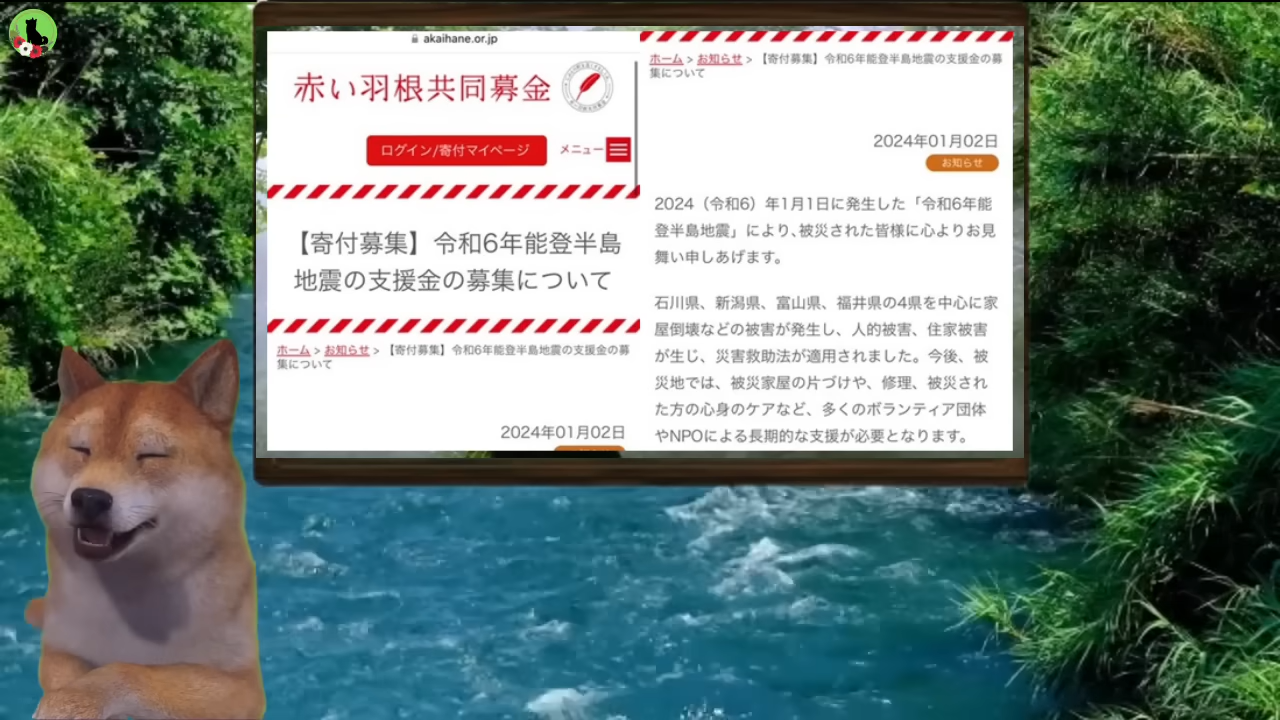 akaihane.or.jp
赤い羽根共同募金
ログイン/寄付マイページ
メニュー
【寄付募集】令和6年能登半島
地震の支援金の募集について
ホーム > お知らせ > 【寄付募集】令和6年能登半島地震の支援金の募
集について
2024年01月02日
ホーム > お知らせ > 【寄付募集】令和6年能登半島地震の支援金の募
集について
2024年01月02日
お知らせ
2024（令和6）年1月1日に発生した「令和6年能
登半島地震」により、被災された皆様に心よりお見
舞い申しあげます。
石川県、新潟県、富山県、福井県の4県を中心に家
屋倒壊などの被害が発生し、人的被害、住家被害
が生じ、災害救助法が適用されました。今後、被
災地では、被災家屋の片づけや、修理、被災され
た方の心身のケアなど、多くのボランティア団体
やNPOによる長期的な支援が必要となります。